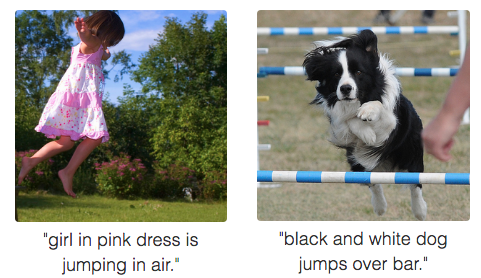 "girl in pink dress is
jumping in air."
"black and white dog
jumps over bar."